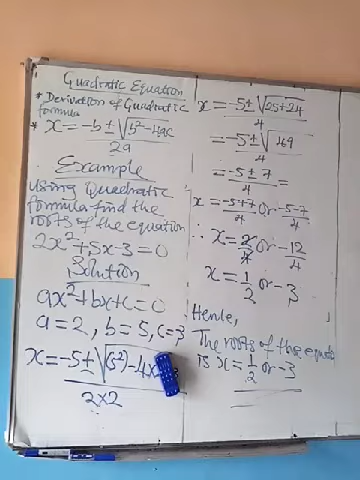 Quadratic Equation
* Derivation of Quadratic
formula
* x = -b ± √b²-4ac / 2a
Example
Using Quadratic
formula find the
roots of the equation
2x²+5x-3=0
Solution
ax²+bx+c=0
a=2, b=5, c=3
x = -5 ± √(5²)-4x / 2x2
x = -5 ± √25+24 / 4
= -5 ± √49 / 4
= -5 ± 7 / 4 =
x = -5+7 / 4 or -5-7 / 4
∴ x = 2/4 or -12/4
x = 1/2 or -3
Hence,
The roots of the equato
is x = 1/2 or -3